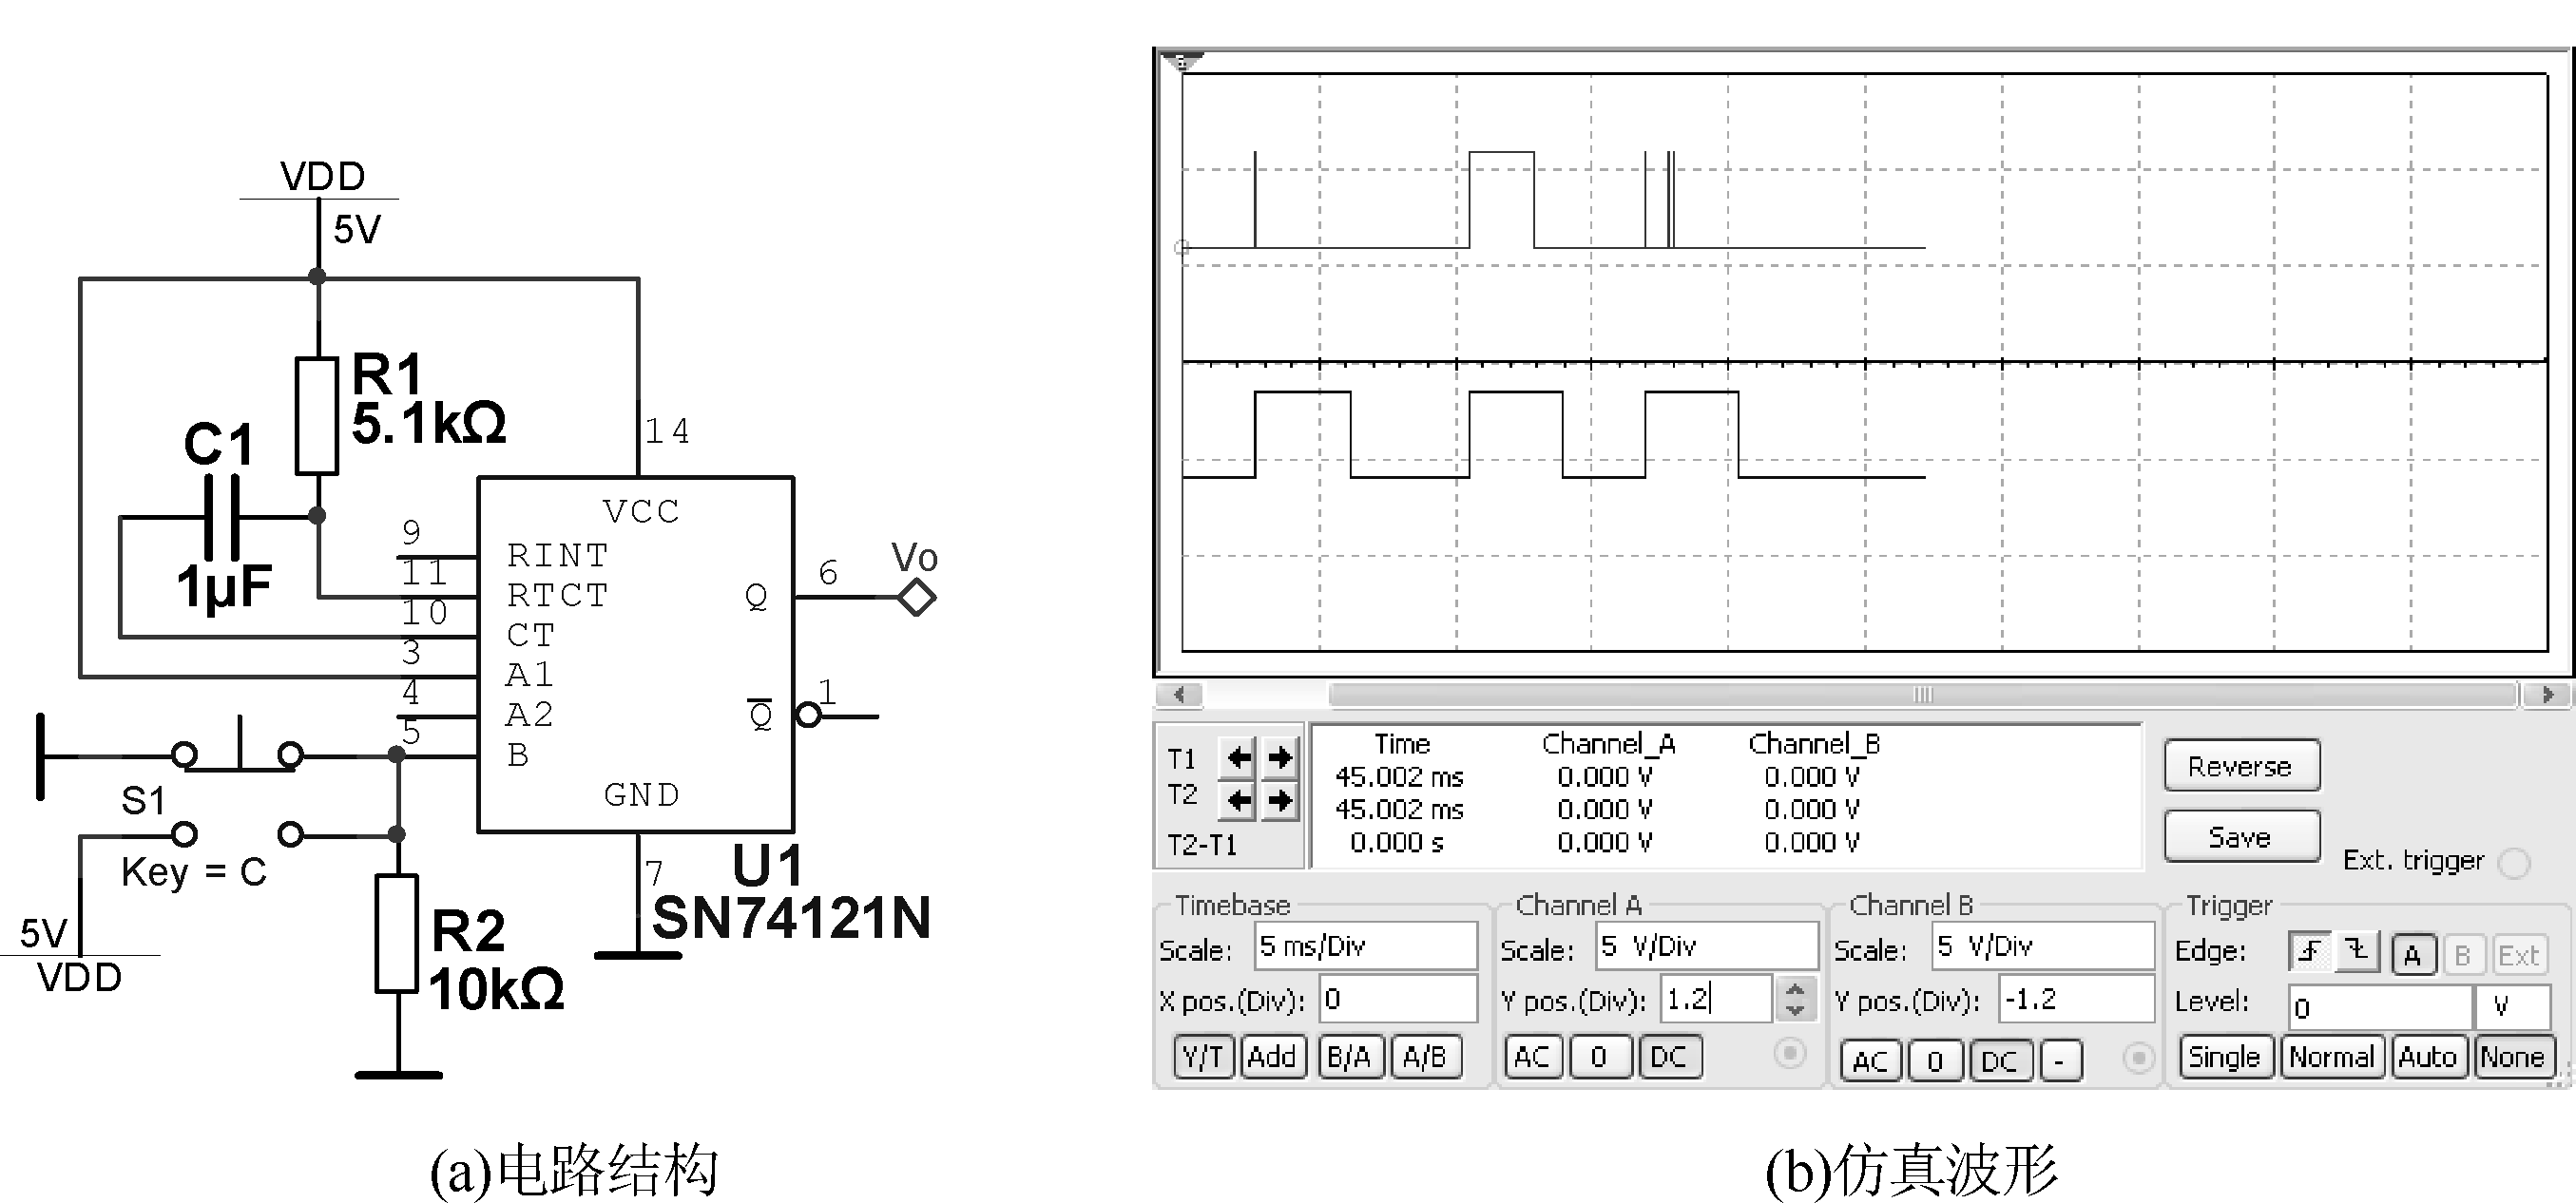 VDD
5V
R1
5.1kΩ
C1
1μF
14
VCC
9
RINT
11
RTCT
10
CT
3
A1
4
A2
5
B
GND
Q
6
Vo
Q̅
1
7
U1
SN74121N
S1
Key = C
5V
VDD
R2
10kΩ
(a)电路结构
T1
T2
T2-T1
Time Channel_A Channel_B
45.002 ms 0.000 V 0.000 V
45.002 ms 0.000 V 0.000 V
0.000 s 0.000 V 0.000 V
Reverse
Save
Ext. trigger
Timebase
Scale: 5 ms/Div
X pos.(Div): 0
Y/T Add B/A A/B
Channel A
Scale: 5 V/Div
Y pos.(Div): 1.2
AC 0 DC
Channel B
Scale: 5 V/Div
Y pos.(Div): -1.2
AC 0 DC -
Trigger
Edge: A B Ext
Level: 0 V
Single Normal Auto None
(b)仿真波形